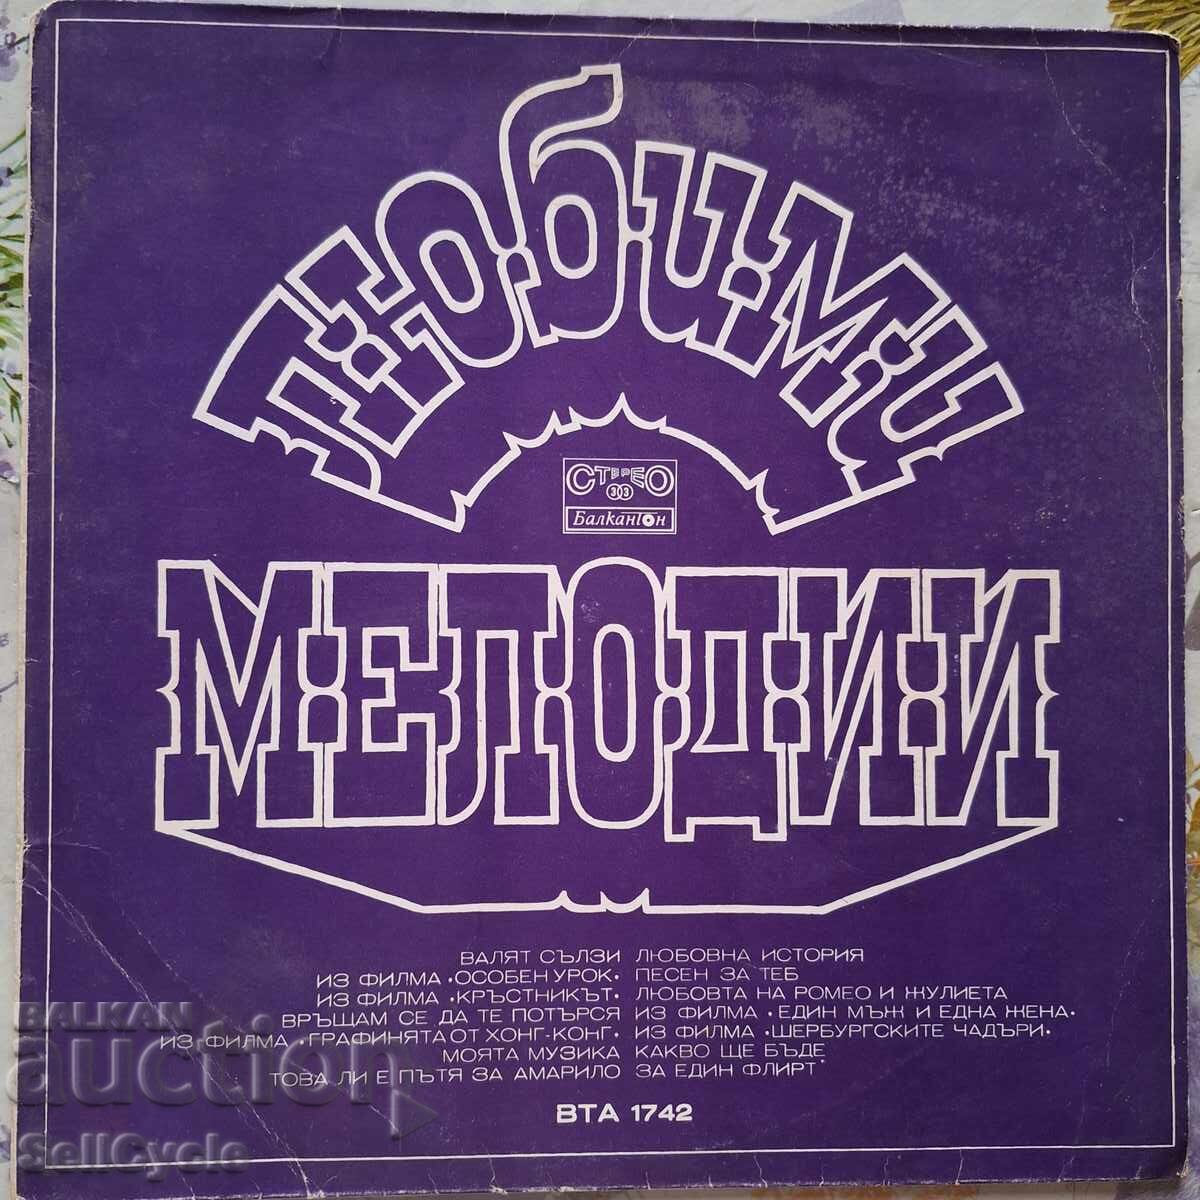 Любими
СТЕРЕО
33
Балкантон
МЕЛОДИИ
ВАЛЯТ СЪЛЗИ ЛЮБОВНА ИСТОРИЯ
ИЗ ФИЛМА •ОСОБЕН УРОК• ПЕСЕН ЗА ТЕБ
ИЗ ФИЛМА •КРЪСТНИКЪТ• ЛЮБОВТА НА РОМЕО И ЖУЛИЕТА
ВРЪЩАМ СЕ ДА ТЕ ПОТЪРСЯ ИЗ ФИЛМА •ЕДИН МЪЖ И ЕДНА ЖЕНА•
ИЗ ФИЛМА •ГРАФИНЯТА ОТ ХОНГ-КОНГ• ИЗ ФИЛМА •ШЕРБУРГСКИТЕ ЧАДЪРИ•
МОЯТА МУЗИКА КАКВО ЩЕ БЪДЕ
ТОВА ЛИ Е ПЪТЯ ЗА АМАРИЛО ЗА ЕДИН ФЛИРТ
ВТА 1742
BALKAN
auction
SellCycle